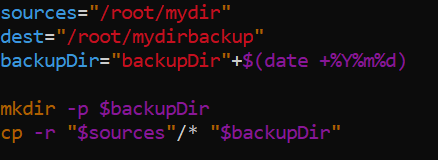 sources="/root/mydir"
dest="/root/mydirbackup"
backupDir="backupDir"+$(date +%Y%m%d)
mkdir -p $backupDir
cp -r "$sources"/* "$backupDir"